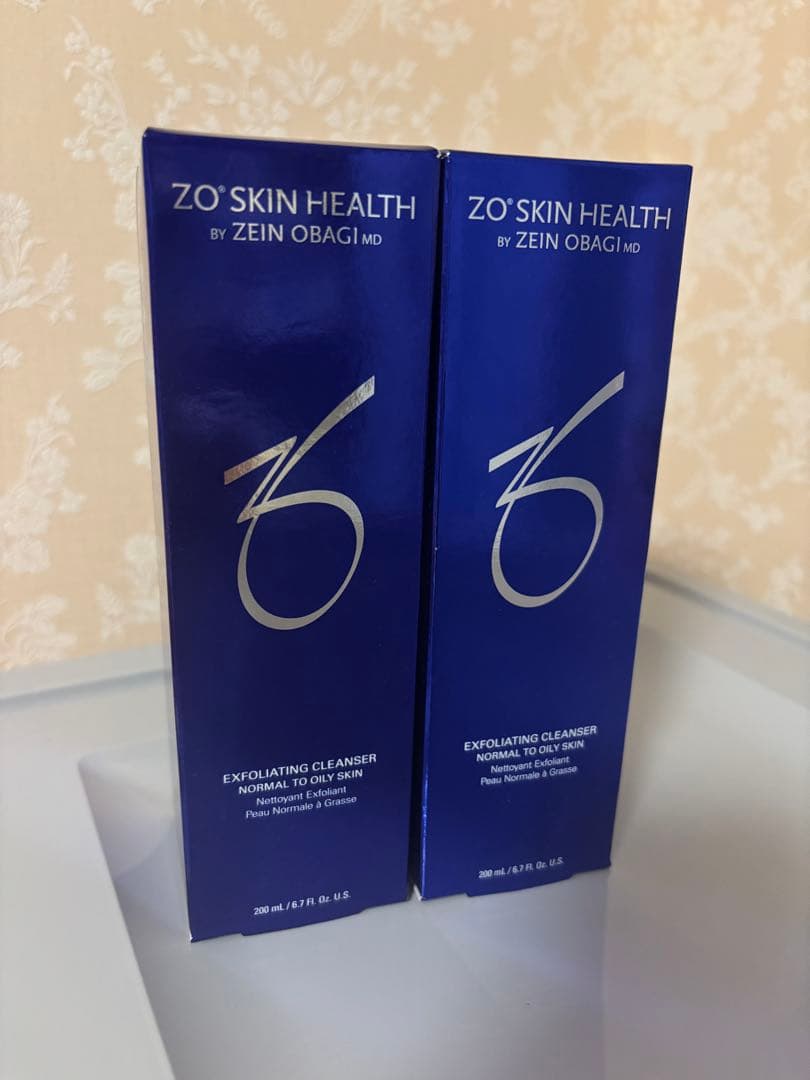 ZO® SKIN HEALTH
BY ZEIN OBAGI MD
EXFOLIATING CLEANSER
NORMAL TO OILY SKIN
Nettoyant Exfoliant
Peau Normale à Grasse
200 mL / 6.7 Fl. Oz. U.S.
ZO® SKIN HEALTH
BY ZEIN OBAGI MD
EXFOLIATING CLEANSER
NORMAL TO OILY SKIN
Nettoyant Exfoliant
Peau Normale à Grasse
200 mL / 6.7 Fl. Oz. U.S.